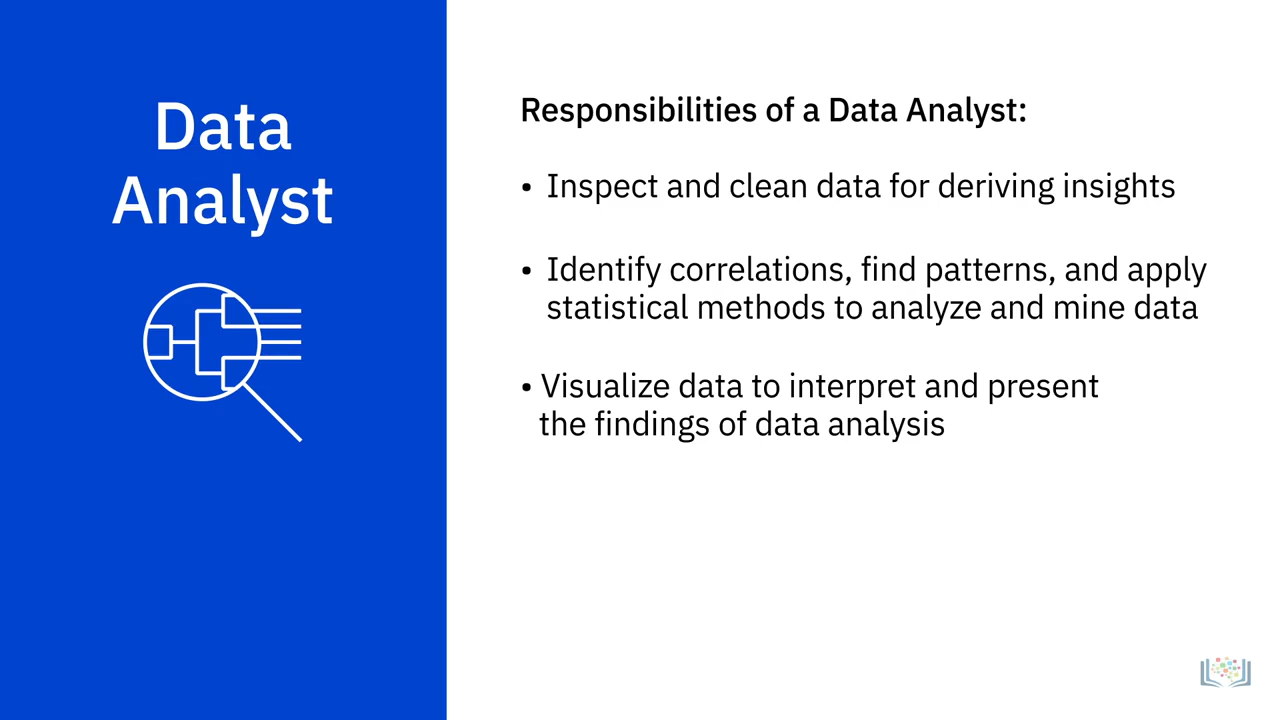 Data
Analyst
Responsibilities of a Data Analyst:
• Inspect and clean data for deriving insights
• Identify correlations, find patterns, and apply
statistical methods to analyze and mine data
• Visualize data to interpret and present
the findings of data analysis